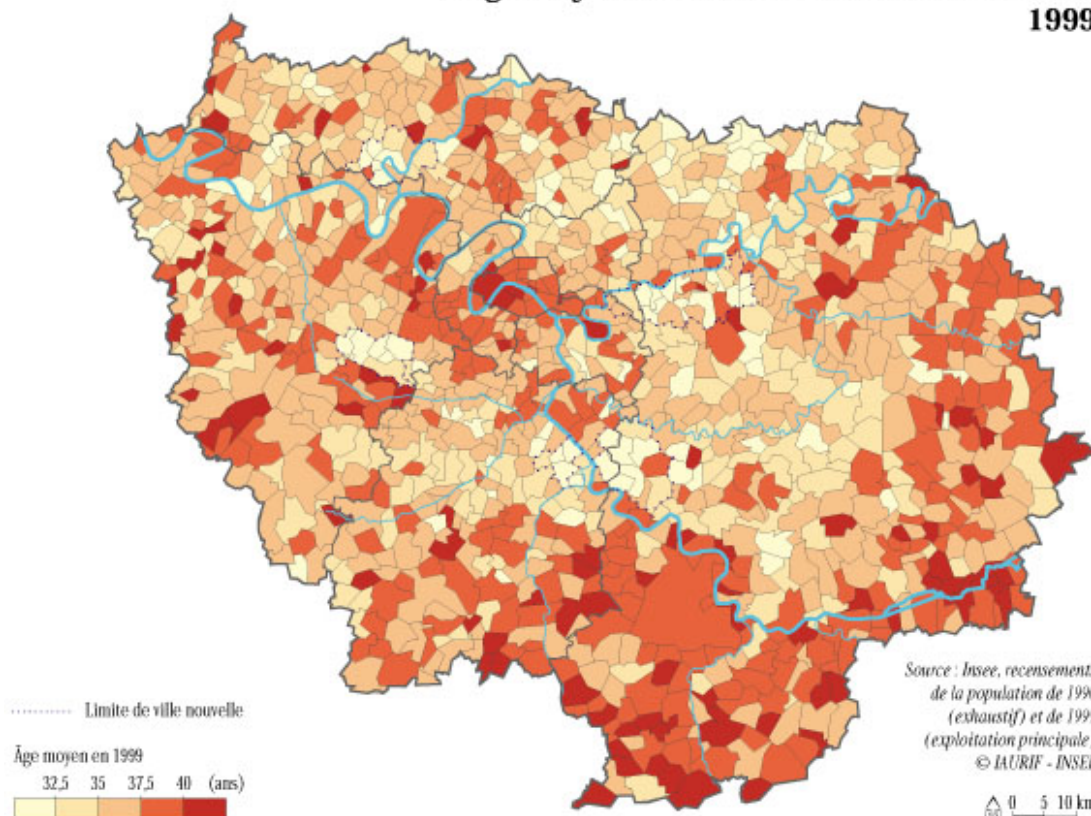 1999
Source : Insee, recensement
de la population de 199
(exhaustif) et de 199
(exploitation principale
© IAURIF - INSEE
Limite de ville nouvelle
Âge moyen en 1999
32,5 35 37,5 40 (ans)
0 5 10 km